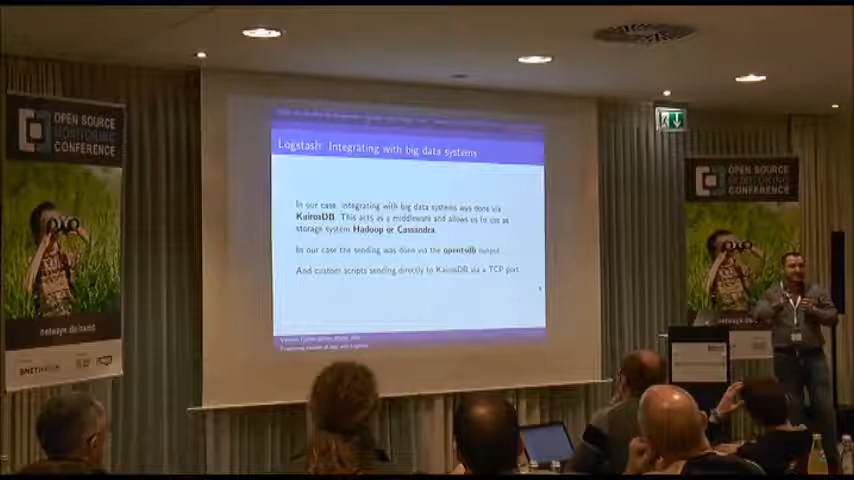 OPEN SOURCE
MONITORING
CONFERENCE
Logstash: Integrating with big data systems
In our case, integrating with big data systems was done via
KairosDB. This acts as a middleware and allows us to use as
storage system Hadoop or Cassandra.
In our case the sending was done via the opentsdb output.
And custom scripts sending directly to KairosDB via a TCP port.
OPEN SOURCE
MONITORING
CONFERENCE